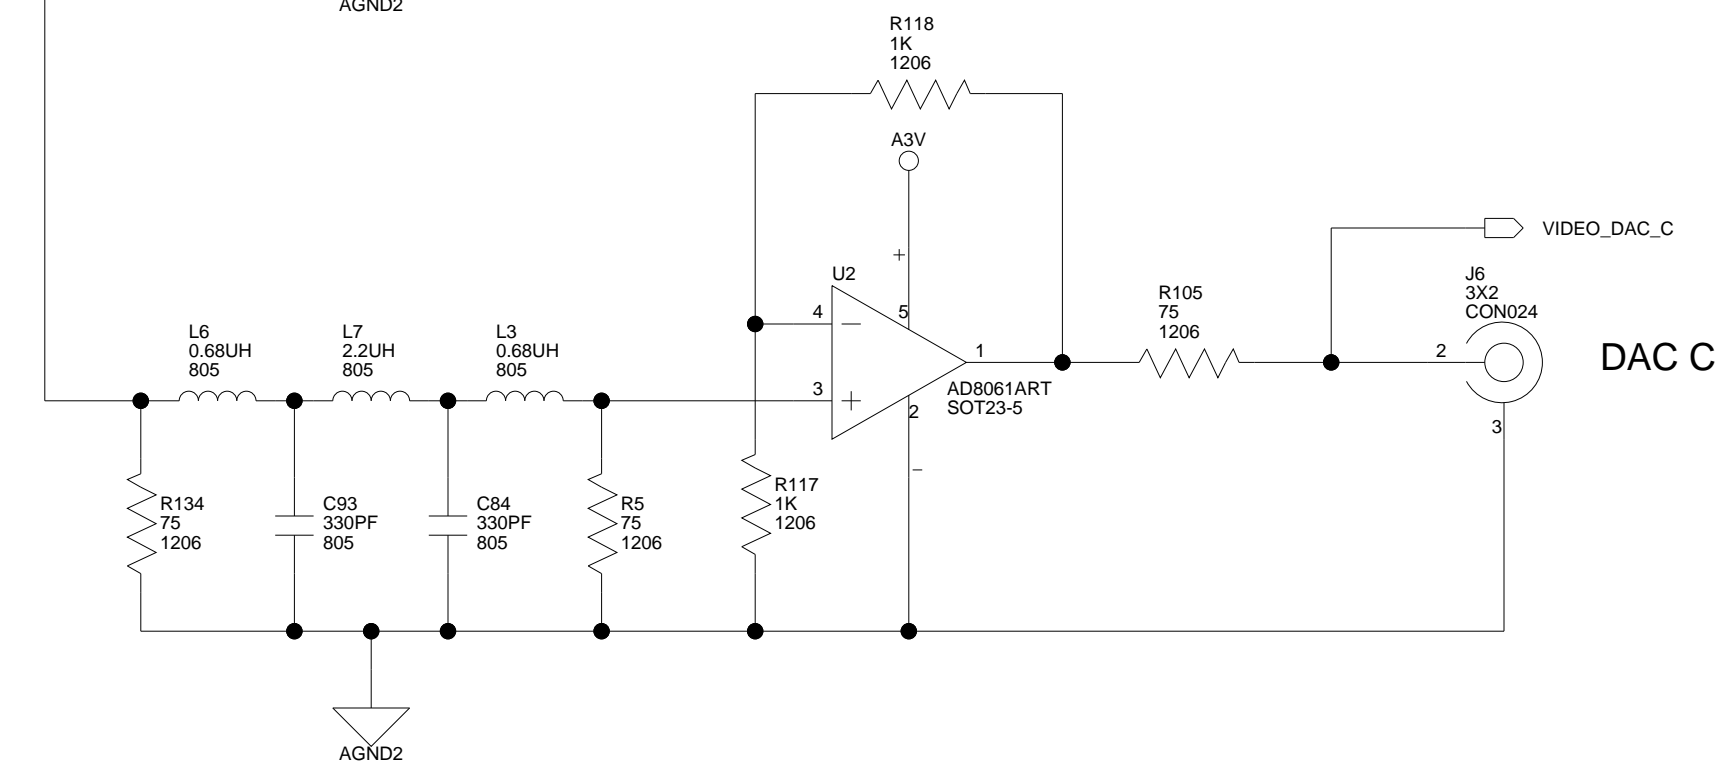 AGND2
R118
1K
1206
A3V
+
VIDEO_DAC_C
U2
J6
3X2
CON024
R105
75
1206
4
5
L6
0.68UH
805
L7
2.2UH
805
L3
0.68UH
805
1
2
DAC C
3
AD8061ART
SOT23-5
2
3
–
R117
1K
1206
R134
75
1206
C93
330PF
805
C84
330PF
805
R5
75
1206
AGND2